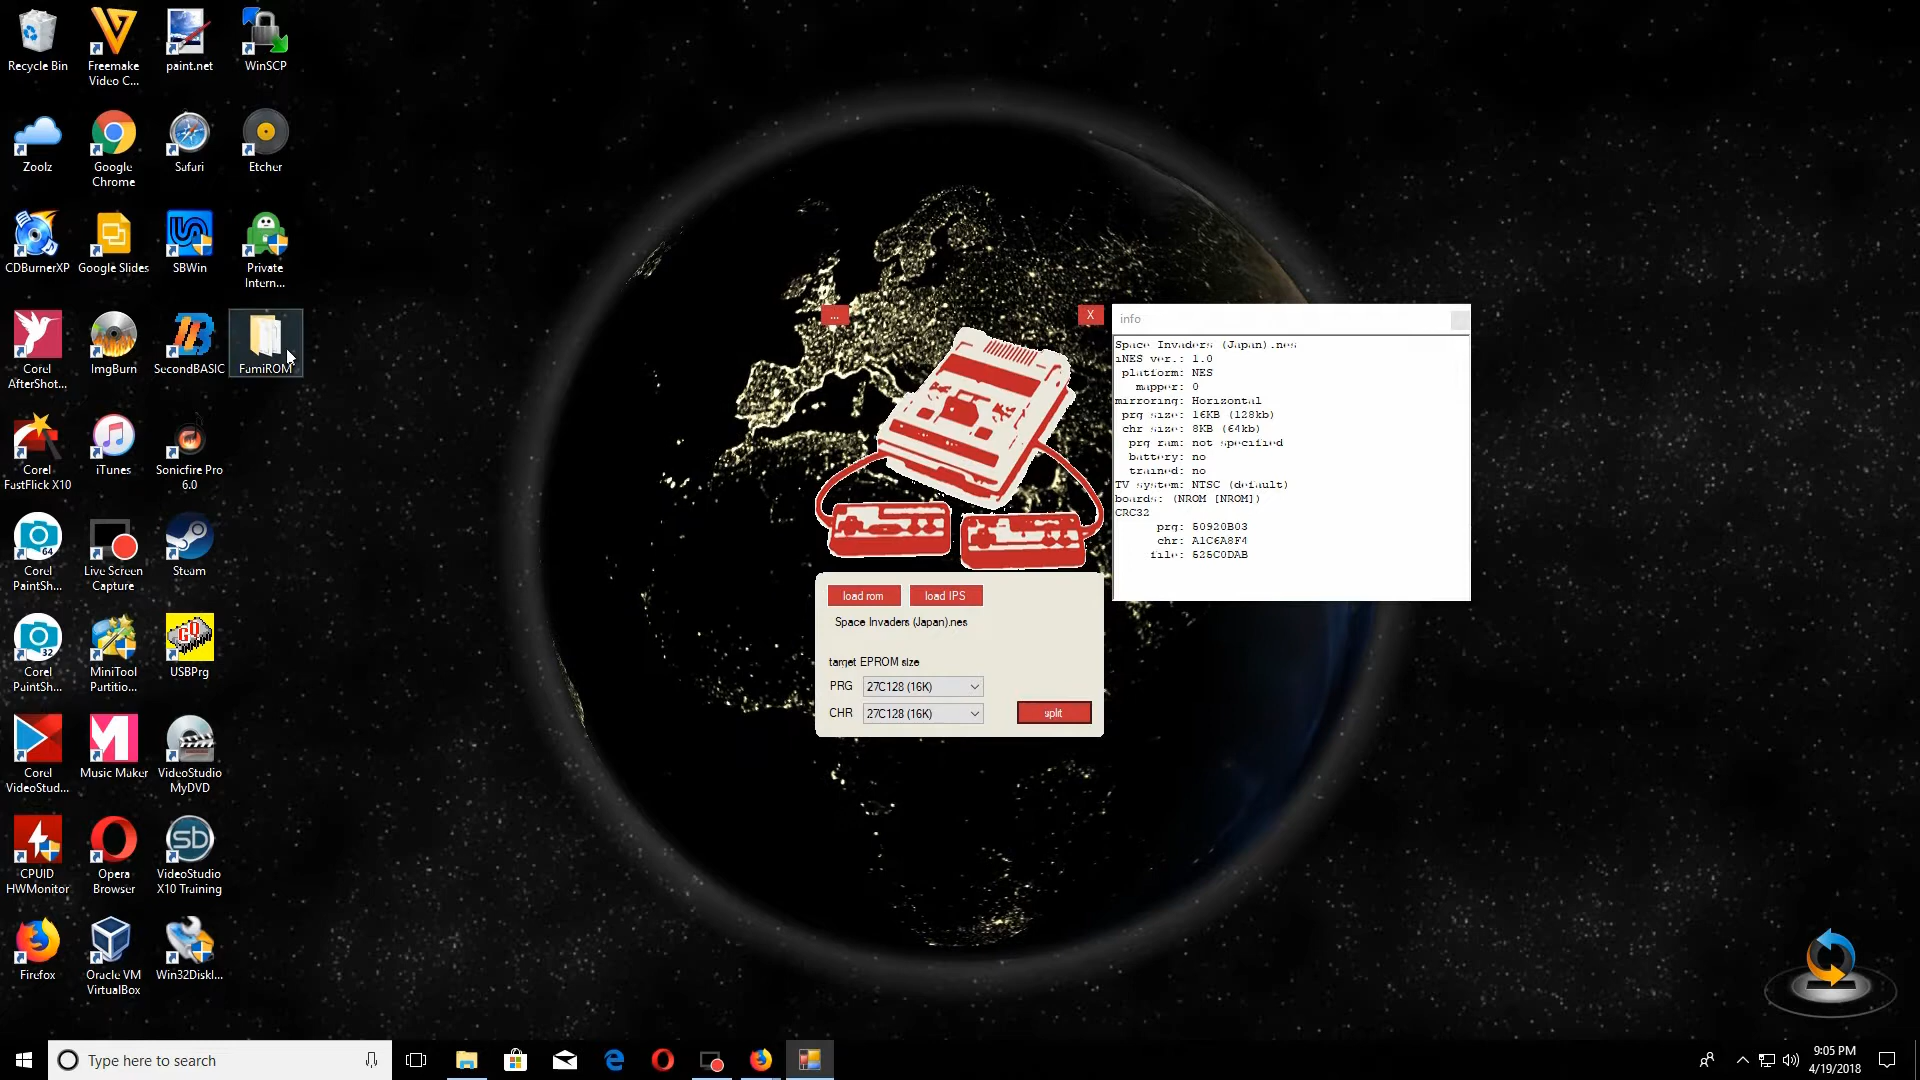 Recycle Bin
Freemake
Video C...
paint.net
WinSCP
Zoolz
Google
Chrome
Safari
Etcher
CDBurnerXP
Google Slides
SBWin
Private
Intern...
Corel
AfterShot...
ImgBurn
SecondBASIC
FamiROM
Corel
FastFlick X10
iTunes
Sonicfire Pro
6.0
64
Corel
PaintSh...
Live Screen
Capture
Steam
32
Corel
PaintSh...
MiniTool
Partitio...
GQ
USBPrg
Corel
VideoStud...
Music Maker
VideoStudio
MyDVD
CPUID
HWMonitor
Opera
Browser
sb
VideoStudio
X10 Training
Firefox
Oracle VM
VirtualBox
Win32DiskI...
...
X
load rom
load IPS
Space Invaders (Japan).nes
target EPROM size
PRG
27C128 (16K)
CHR
27C128 (16K)
split
info
Space Invaders (Japan).nes
iNES ver.: 1.0
platform: NES
mapper: 0
mirroring: Horizontal
prg size: 16KB (128kb)
chr size: 8KB (64kb)
prg ram: not specified
battery: no
trained: no
TV system: NTSC (default)
boards: (NROM [NROM])
CRC32
prg: 50920B03
chr: A1C6A8F4
file: 525C0DAB
Type here to search
9:05 PM
4/19/2018